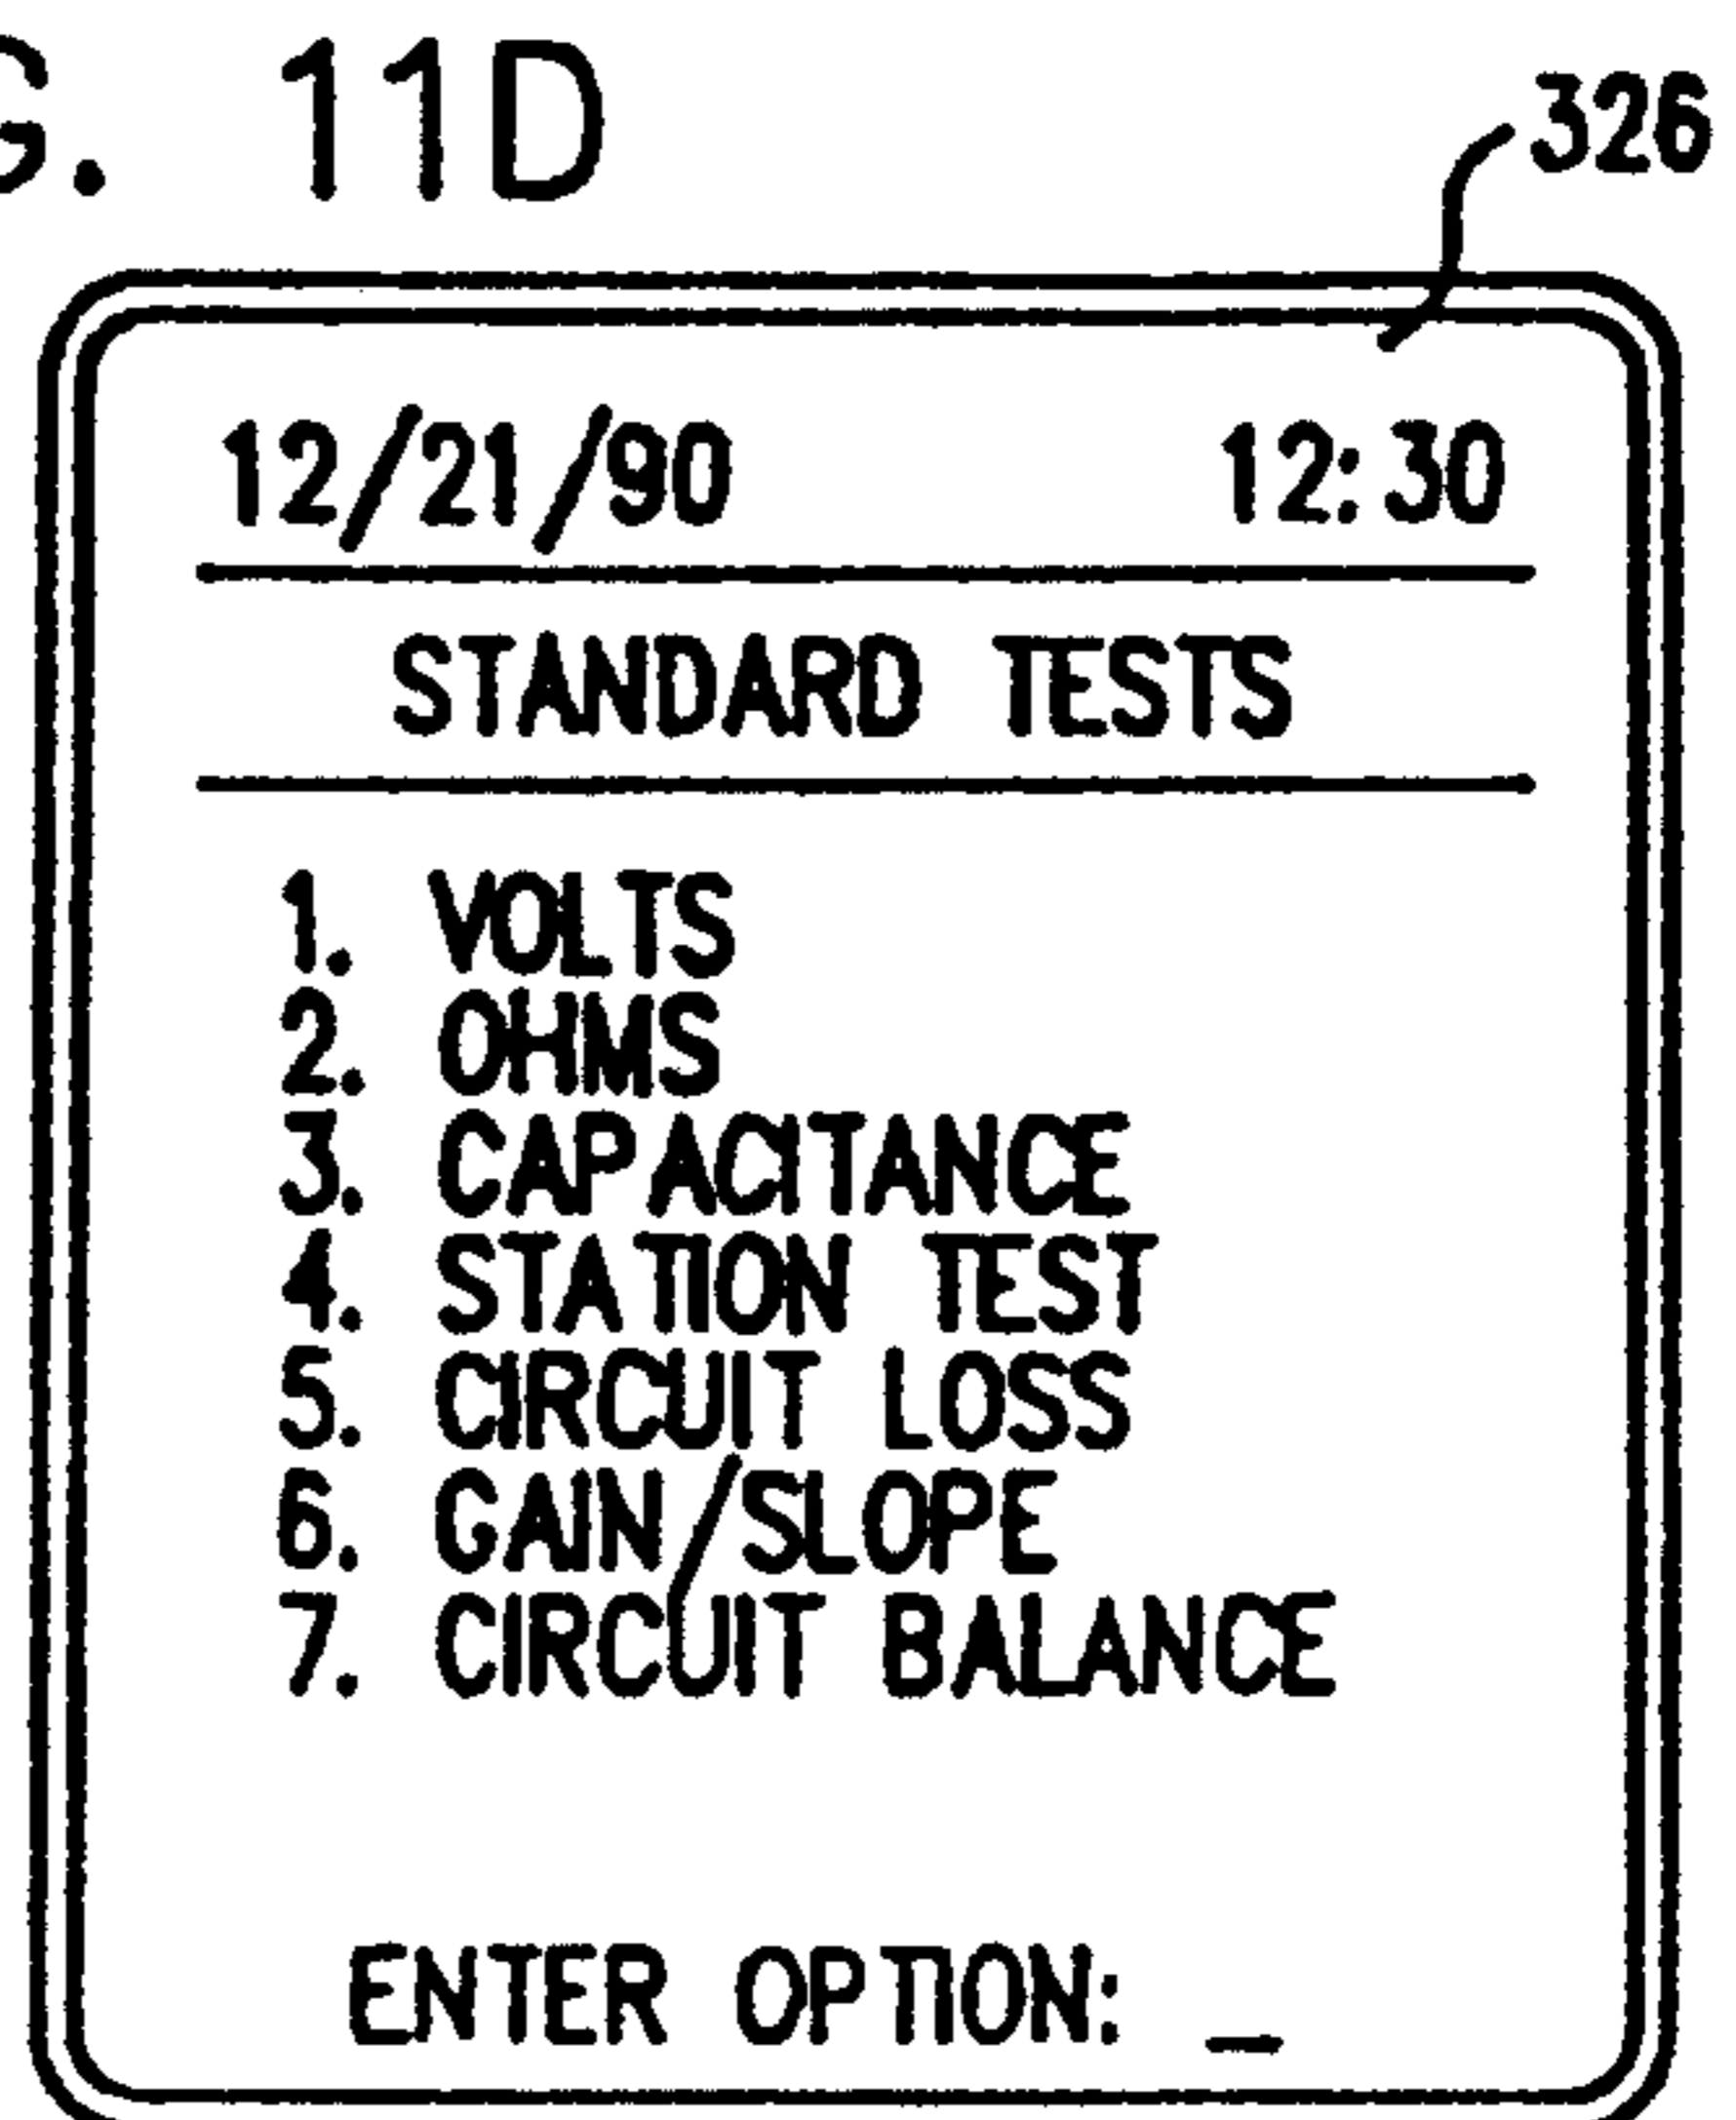 G. 11D
326
12/21/90 12:30
STANDARD TESTS
1. VOLTS
2. OHMS
3. CAPACITANCE
4. STATION TEST
5. CIRCUIT LOSS
6. GAIN/SLOPE
7. CIRCUIT BALANCE
ENTER OPTION: _